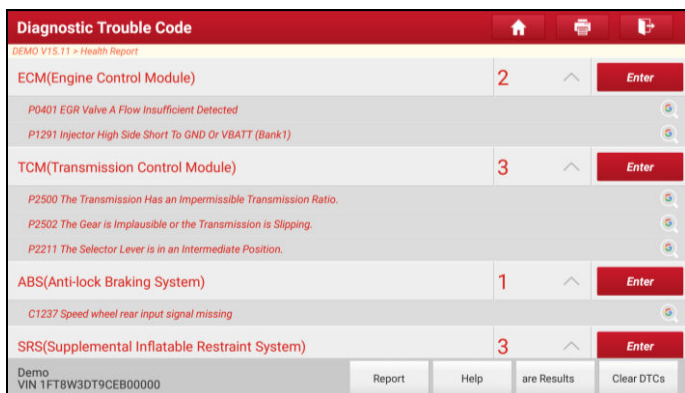 Diagnostic Trouble Code
DEMO V15.11 > Health Report
ECM(Engine Control Module) 2 Enter
P0401 EGR Valve A Flow Insufficient Detected
P1291 Injector High Side Short To GND Or VBATT (Bank1)
TCM(Transmission Control Module) 3 Enter
P2500 The Transmission Has an Impermissible Transmission Ratio.
P2502 The Gear is Implausible or the Transmission is Slipping.
P2211 The Selector Lever is in an Intermediate Position.
ABS(Anti-lock Braking System) 1 Enter
C1237 Speed wheel rear input signal missing
SRS(Supplemental Inflatable Restraint System) 3 Enter
Demo
VIN 1FT8W3DT9CEB00000 Report Help are Results Clear DTCs